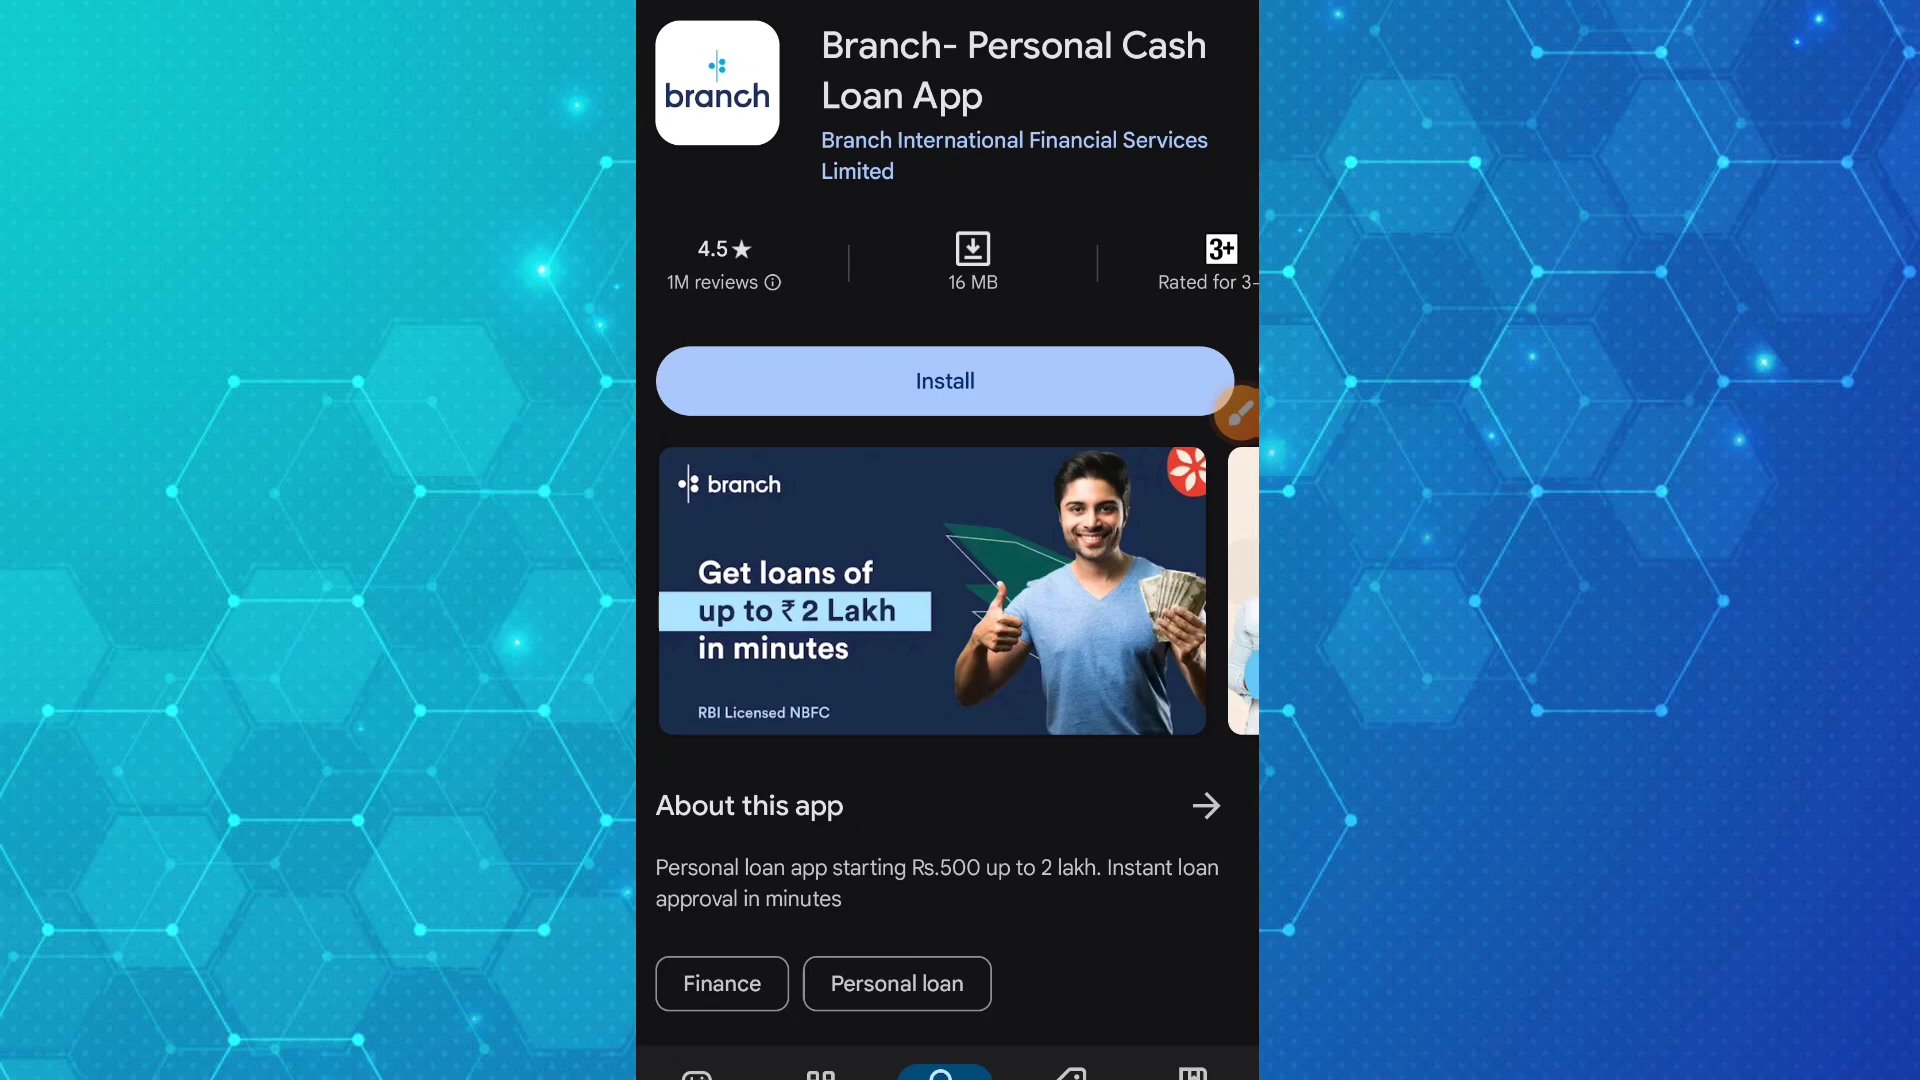 branch
Branch- Personal Cash
Loan App
Branch International Financial Services
Limited
4.5★
1M reviews
16 MB
3+
Rated for 3
Install
branch
Get loans of
up to ₹ 2 Lakh
in minutes
RBI Licensed NBFC
About this app
Personal loan app starting Rs.500 up to 2 lakh. Instant loan
approval in minutes
Finance
Personal loan